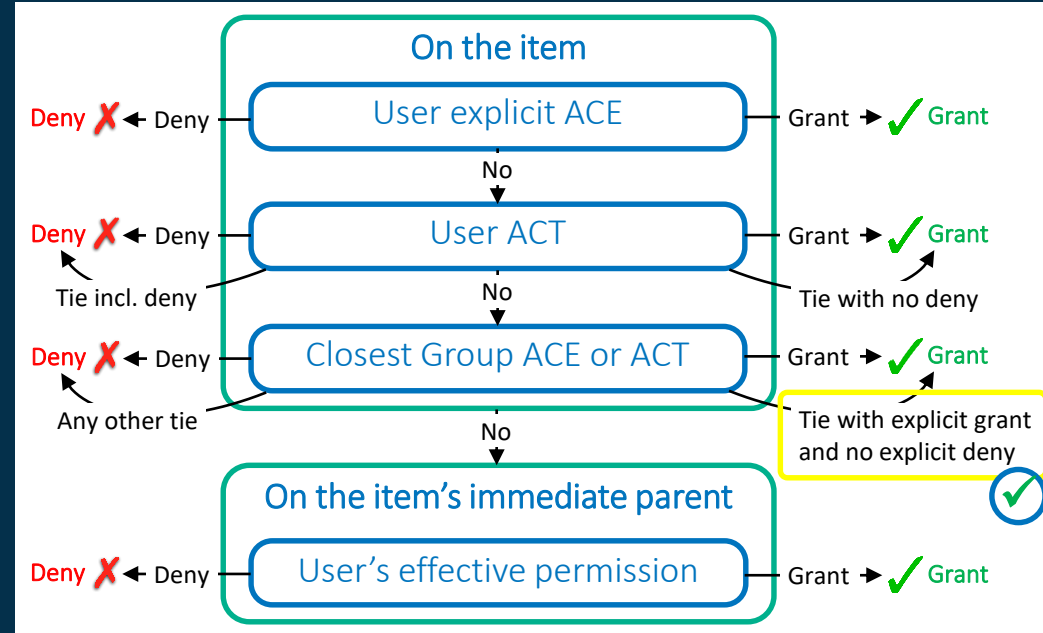 On the item
Deny ✗ Deny User explicit ACE Grant ✓ Grant
No
Deny ✗ Deny User ACT Grant ✓ Grant
Tie incl. deny No Tie with no deny
Deny ✗ Deny Closest Group ACE or ACT Grant ✓ Grant
Any other tie Tie with explicit grant
No and no explicit deny
On the item's immediate parent
Deny ✗ Deny User's effective permission Grant ✓ Grant